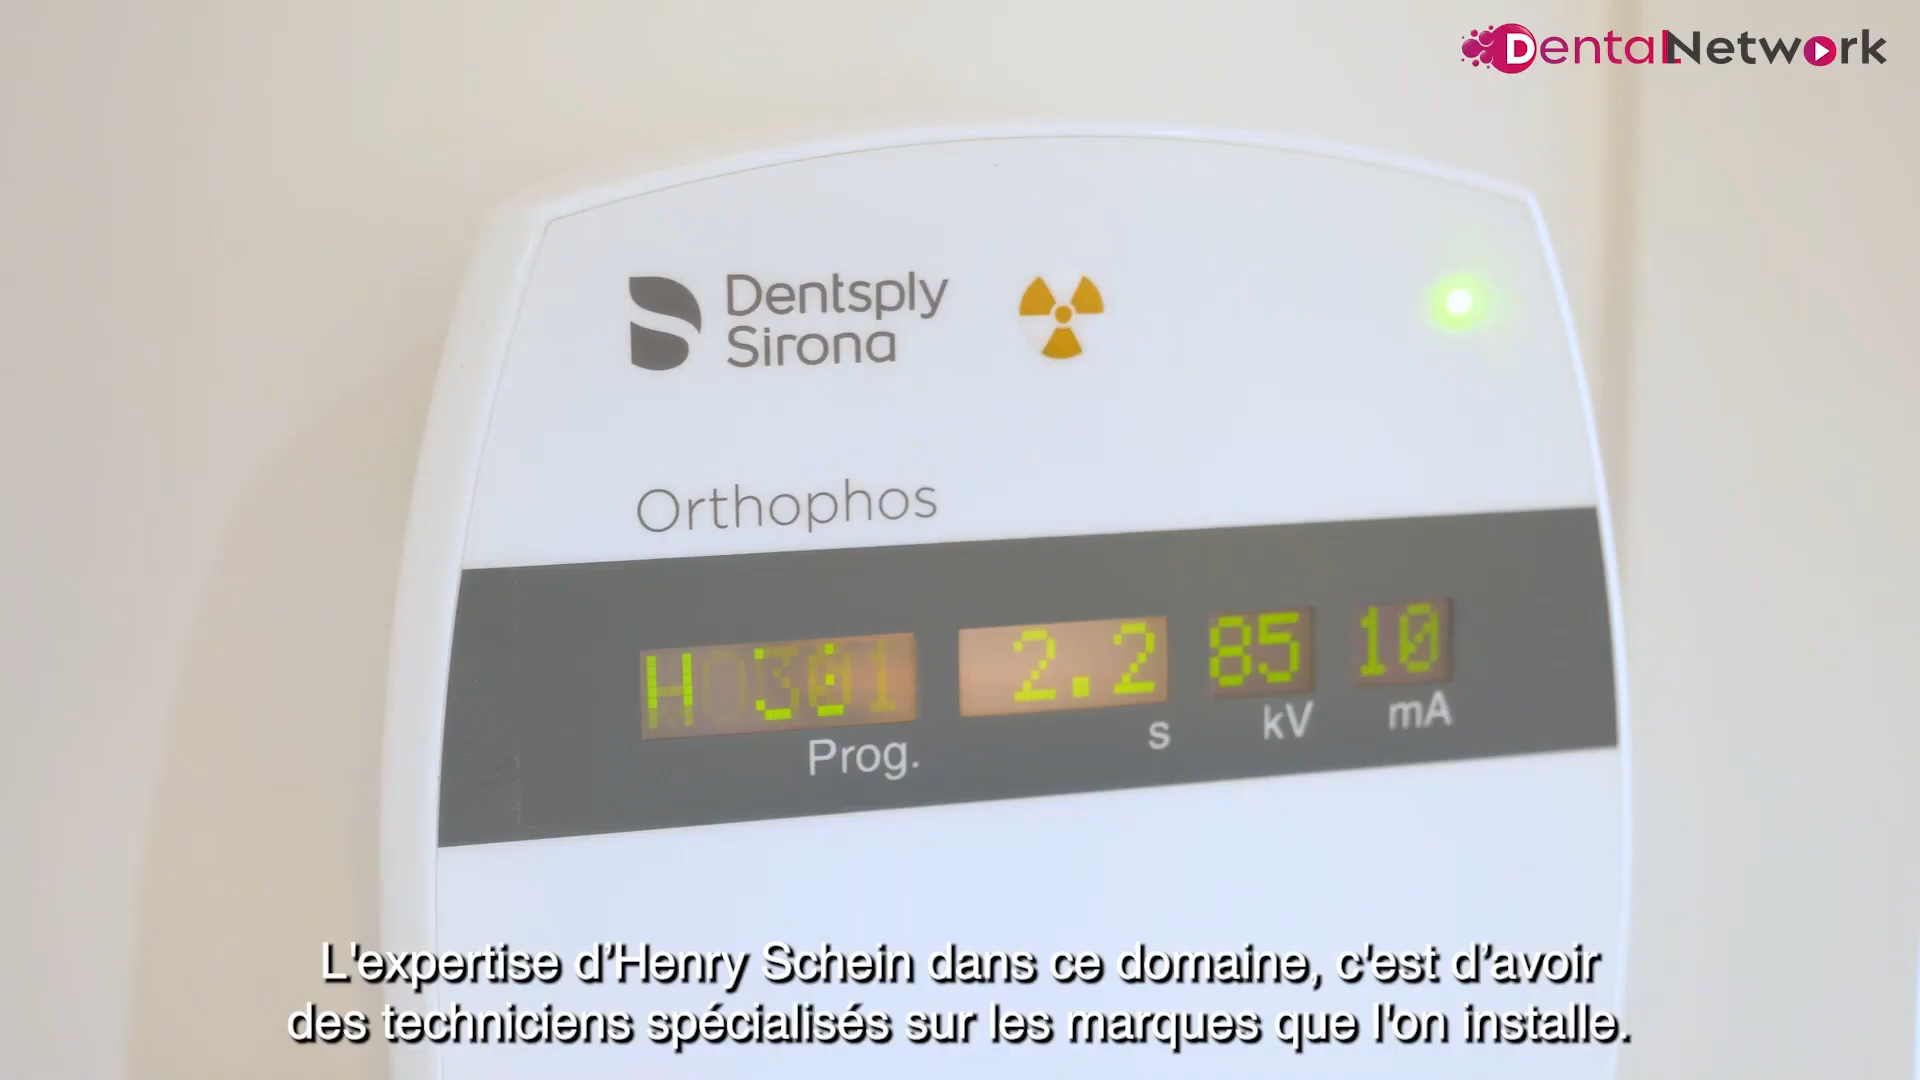 DentalNetwork
Dentsply
Sirona
Orthophos
2.2 85 10
Prog. s kV mA
L'expertise d’Henry Schein dans ce domaine, c'est d’avoir
des techniciens spécialisés sur les marques que l'on installe.